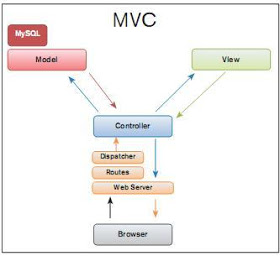 MVC
MySQL
Model
View
Controller
Dispatcher
Routes
Web Server
Browser